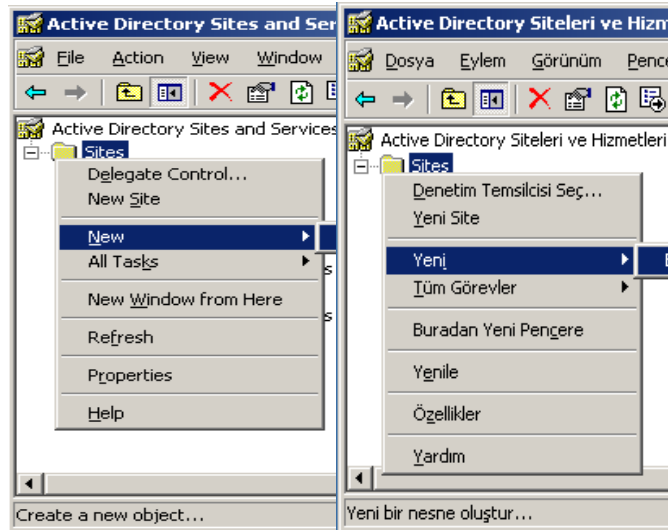 Active Directory Sites and Ser
File Action View Window
Active Directory Sites and Services
Sites
Delegate Control...
New Site
New
All Tasks
New Window from Here
Refresh
Properties
Help
Create a new object...
Active Directory Siteleri ve Hizm
Dosya Eylem Görünüm Pence
Active Directory Siteleri ve Hizmetleri
Sites
Denetim Temsilcisi Seç...
Yeni Site
Yeni
Tüm Görevler
Buradan Yeni Pençere
Yenile
Özellikler
Yardım
Yeni bir nesne oluştur...